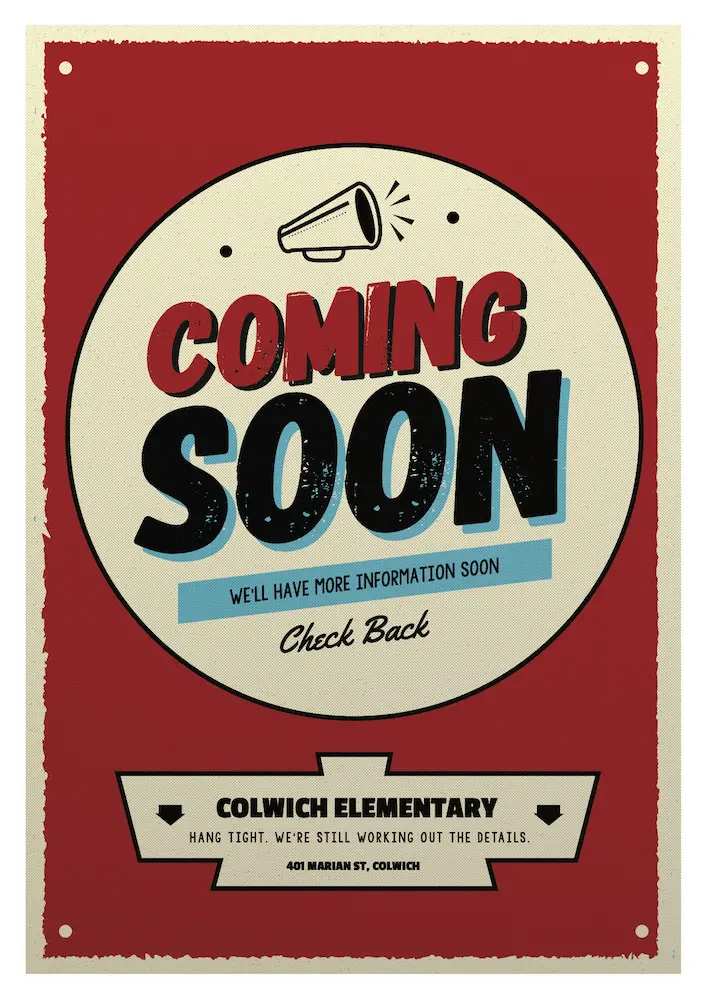 COMING
SOON
WE'LL HAVE MORE INFORMATION SOON
Check Back
COLWICH ELEMENTARY
HANG TIGHT. WE'RE STILL WORKING OUT THE DETAILS.
401 MARIAN ST, COLWICH